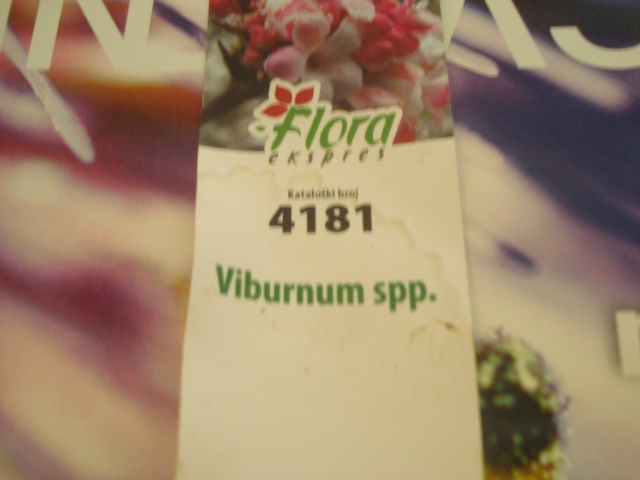 Flora
ekspres
Kataloški broj
4181
Viburnum spp.